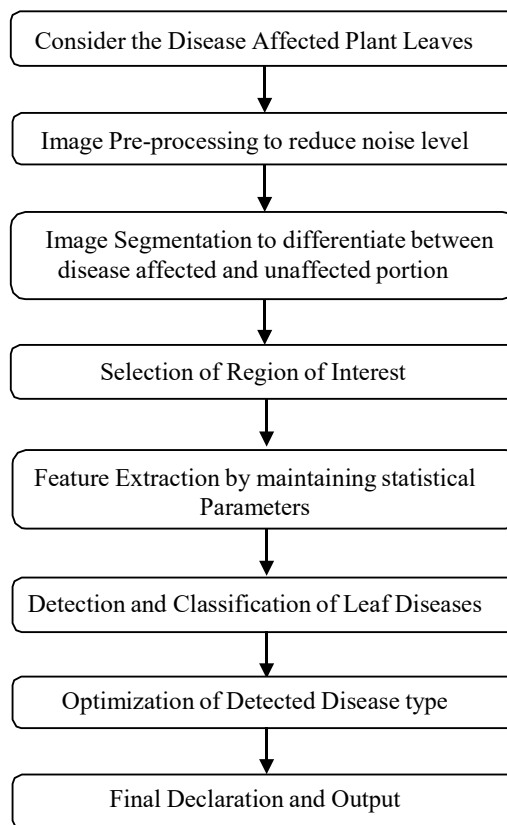 Consider the Disease Affected Plant Leaves
Image Pre-processing to reduce noise level
Image Segmentation to differentiate between
disease affected and unaffected portion
Selection of Region of Interest
Feature Extraction by maintaining statistical
Parameters
Detection and Classification of Leaf Diseases
Optimization of Detected Disease type
Final Declaration and Output